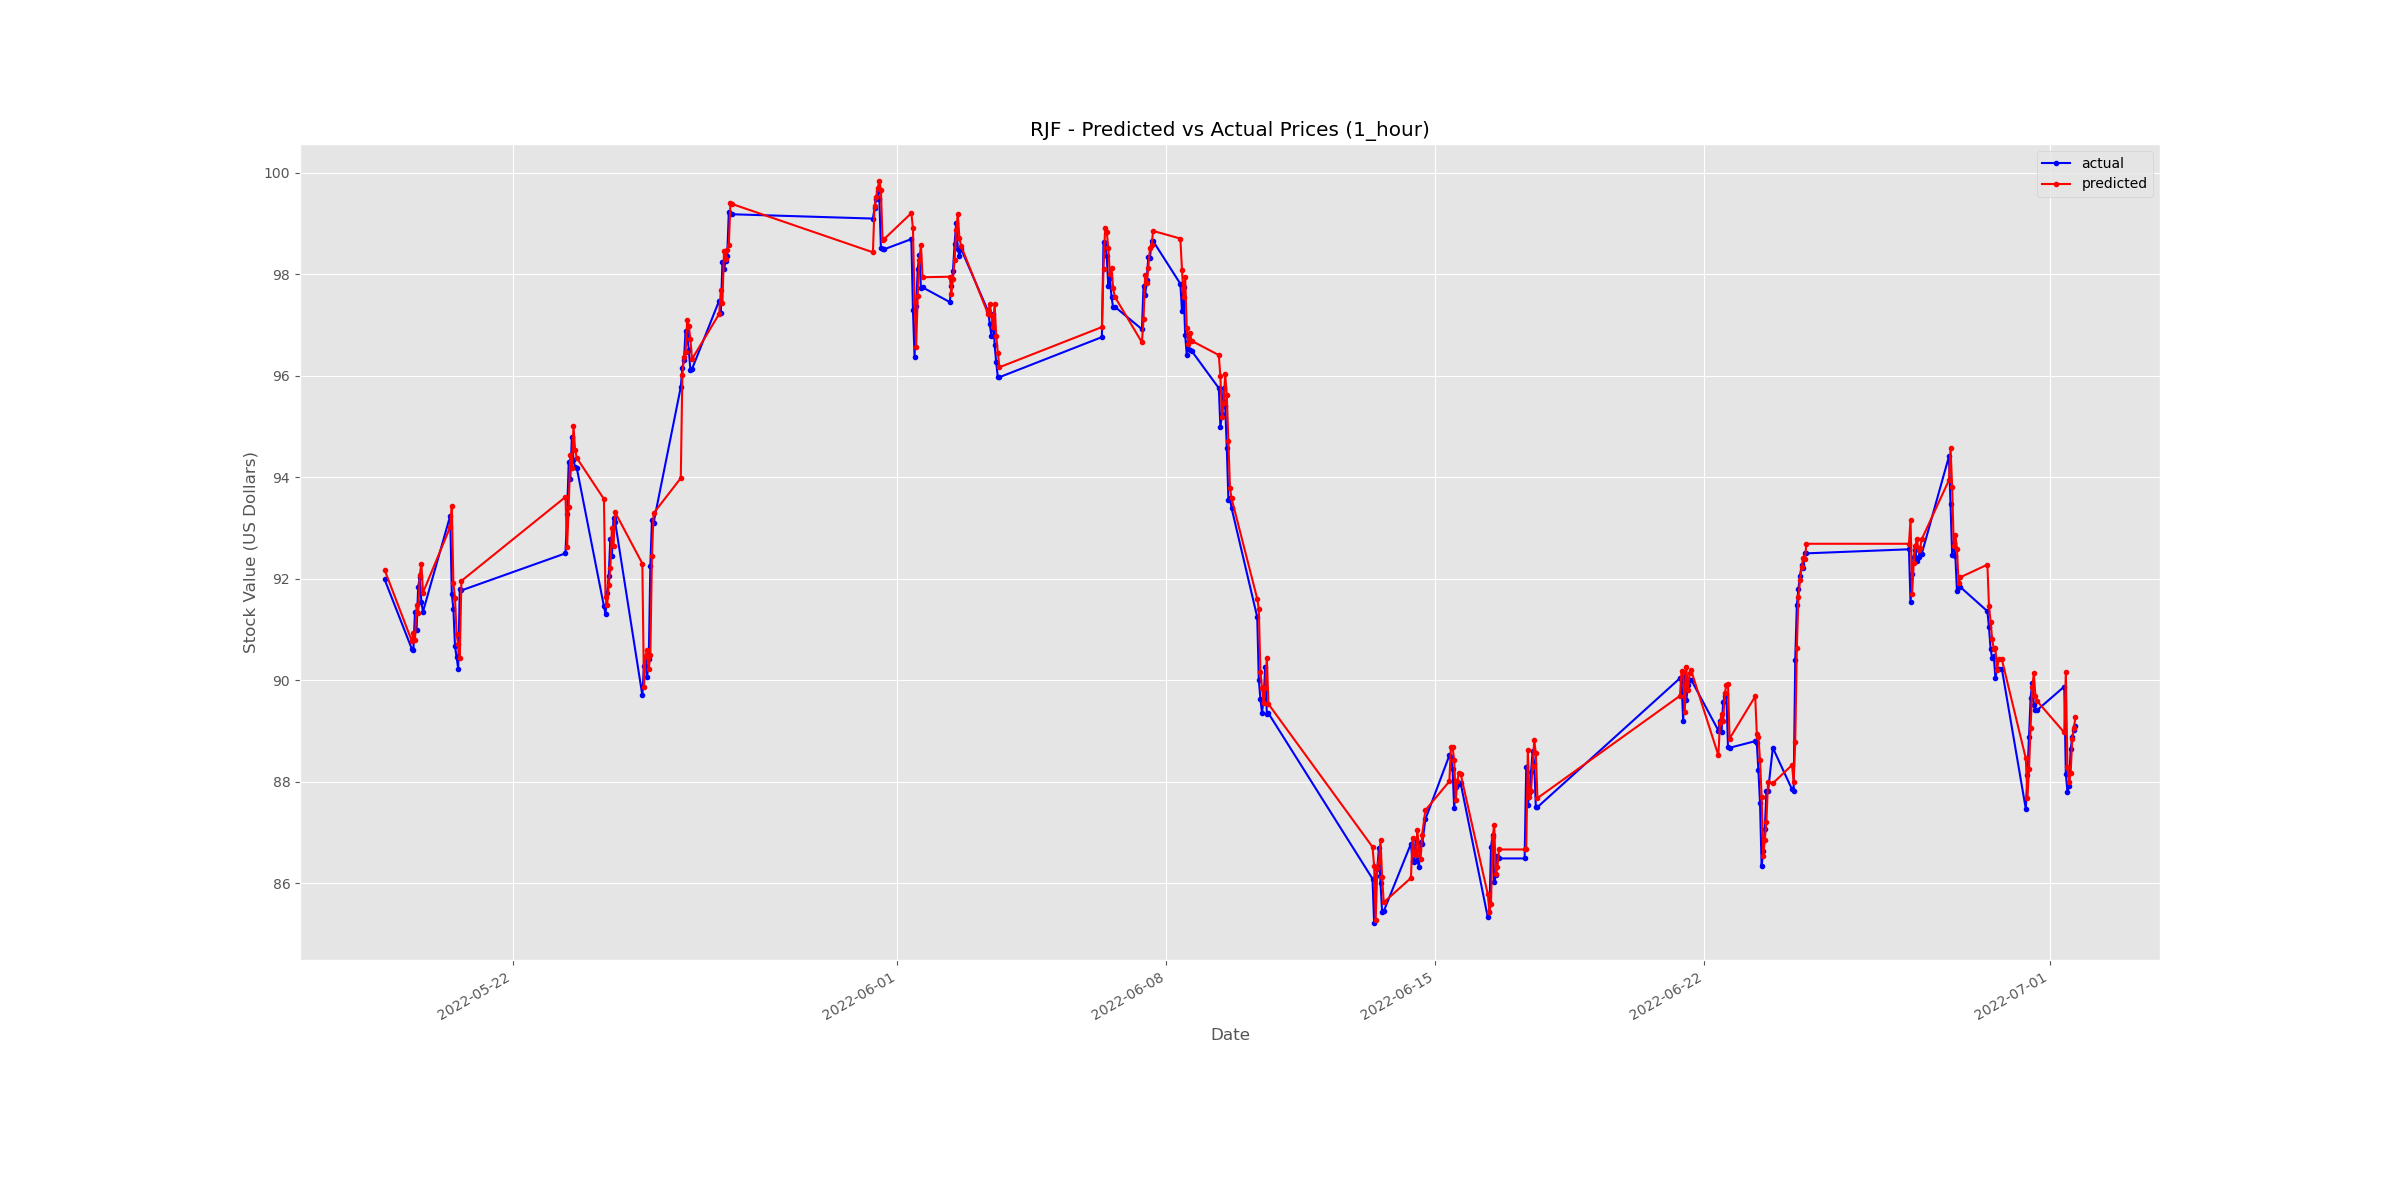 RJF - Predicted vs Actual Prices (1_hour)
actual
predicted
100
98
96
94
92
90
88
86
Stock Value (US Dollars)
2022-05-22
2022-06-01
2022-06-08
2022-06-15
2022-06-22
2022-07-01
Date